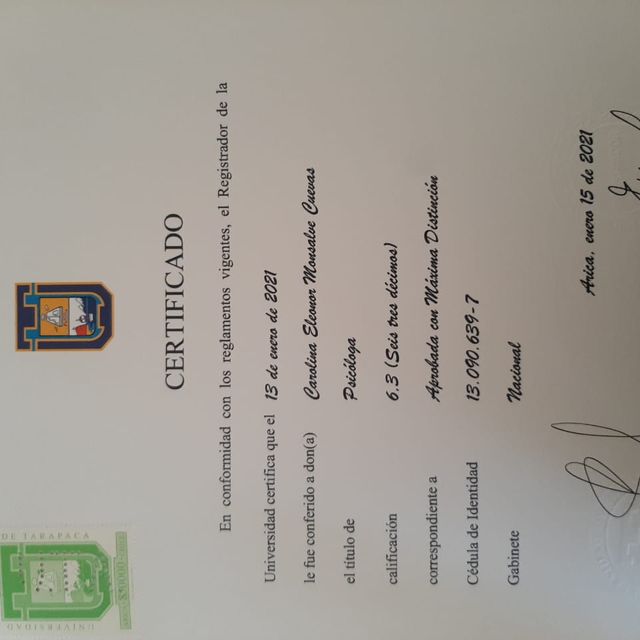 UNIVERSIDAD DE TARAPACA
CERTIFICADO
En conformidad con los reglamentos vigentes, el Registrador de la
Universidad certifica que el 13 de enero de 2021
le fue conferido a don(a) Carolina Eleonor Monsalve Cuevas
el título de Psicóloga
calificación 6.3 (Seis tres décimos)
correspondiente a Aprobada con Máxima Distinción
Cédula de Identidad 13.090.639-7
Gabinete Nacional
Arica, enero 15 de 2021